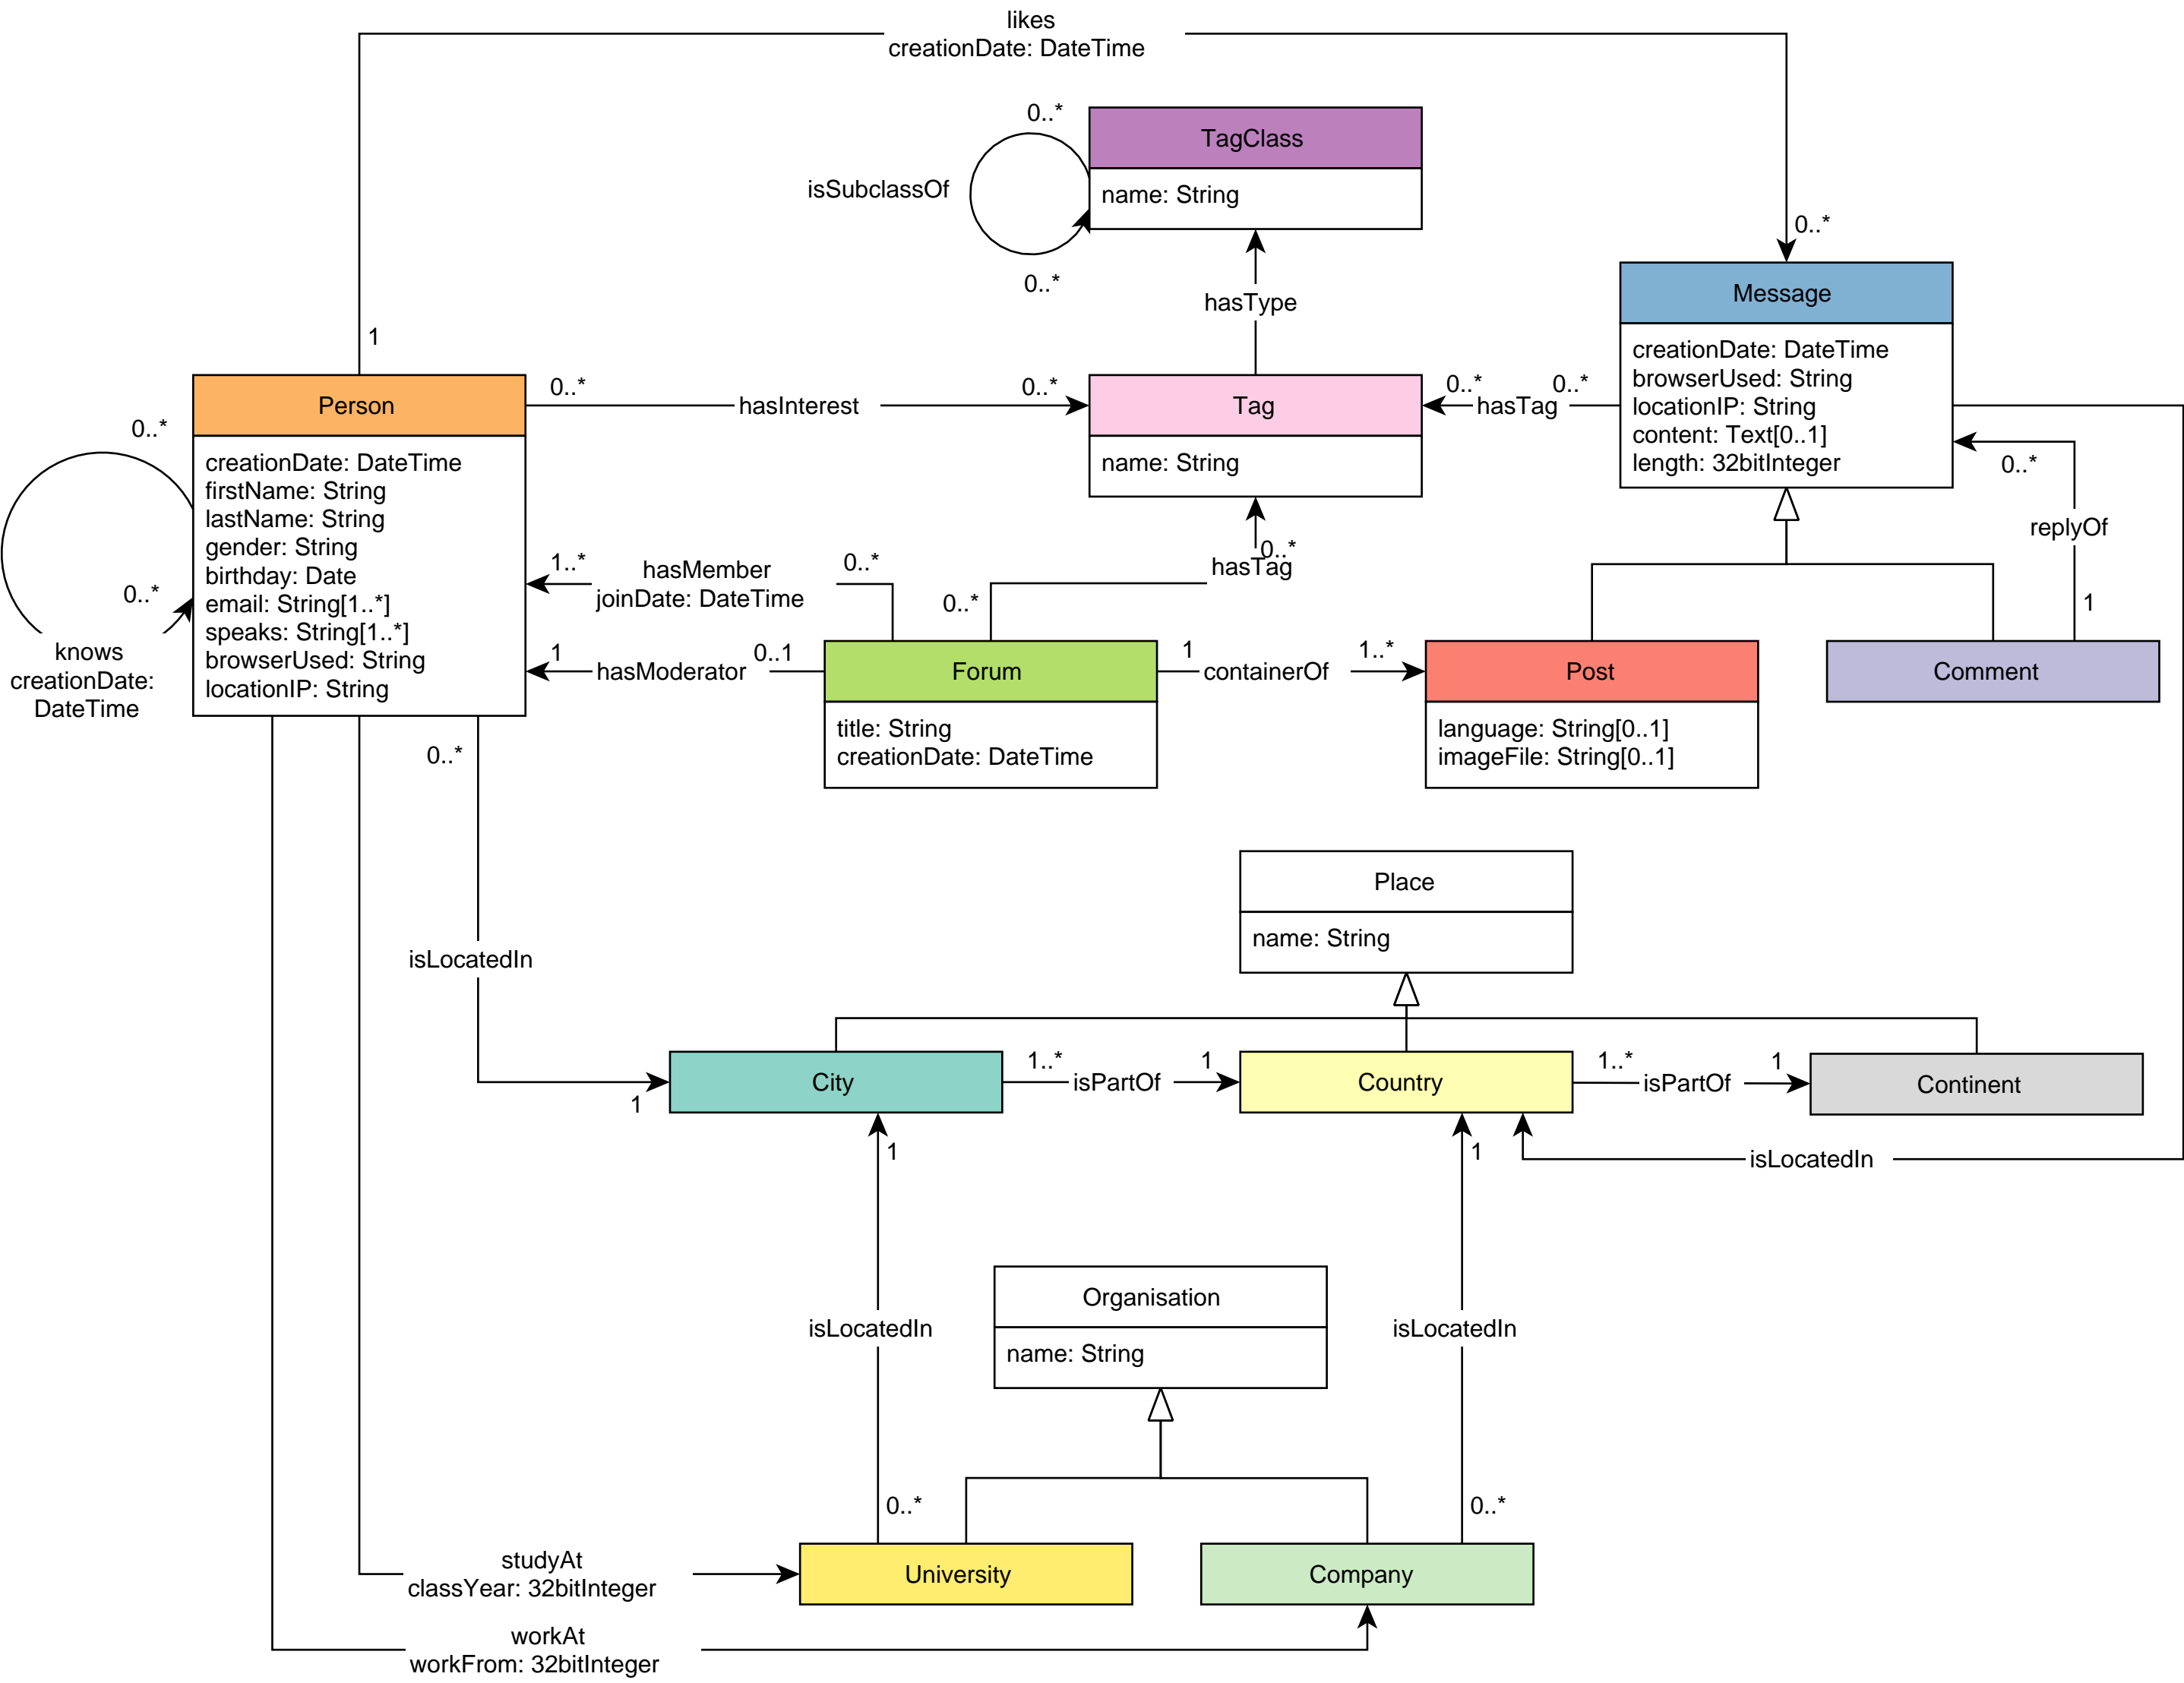 likes
creationDate: DateTime
0..*
TagClass
isSubclassOf
name: String
0..*
0..*
hasType
Message
creationDate: DateTime
browserUsed: String
locationIP: String
content: Text[0..1]
length: 32bitInteger
1
Person
0..*
hasInterest
0..*
Tag
0..*
hasTag
0..*
name: String
0..*
creationDate: DateTime
firstName: String
lastName: String
gender: String
birthday: Date
email: String[1..*]
speaks: String[1..*]
browserUsed: String
locationIP: String
0..*
knows
creationDate:
DateTime
0..*
replyOf
1
1..*
hasMember
joinDate: DateTime
0..*
0..*
hasTag
0..*
1
hasModerator
0..1
Forum
title: String
creationDate: DateTime
1
containerOf
1..*
Post
language: String[0..1]
imageFile: String[0..1]
Comment
0..*
isLocatedIn
1
Place
name: String
City
1..*
isPartOf
1
Country
1..*
isPartOf
1
Continent
isLocatedIn
1
isLocatedIn
0..*
1
isLocatedIn
0..*
Organisation
name: String
University
Company
studyAt
classYear: 32bitInteger
workAt
workFrom: 32bitInteger